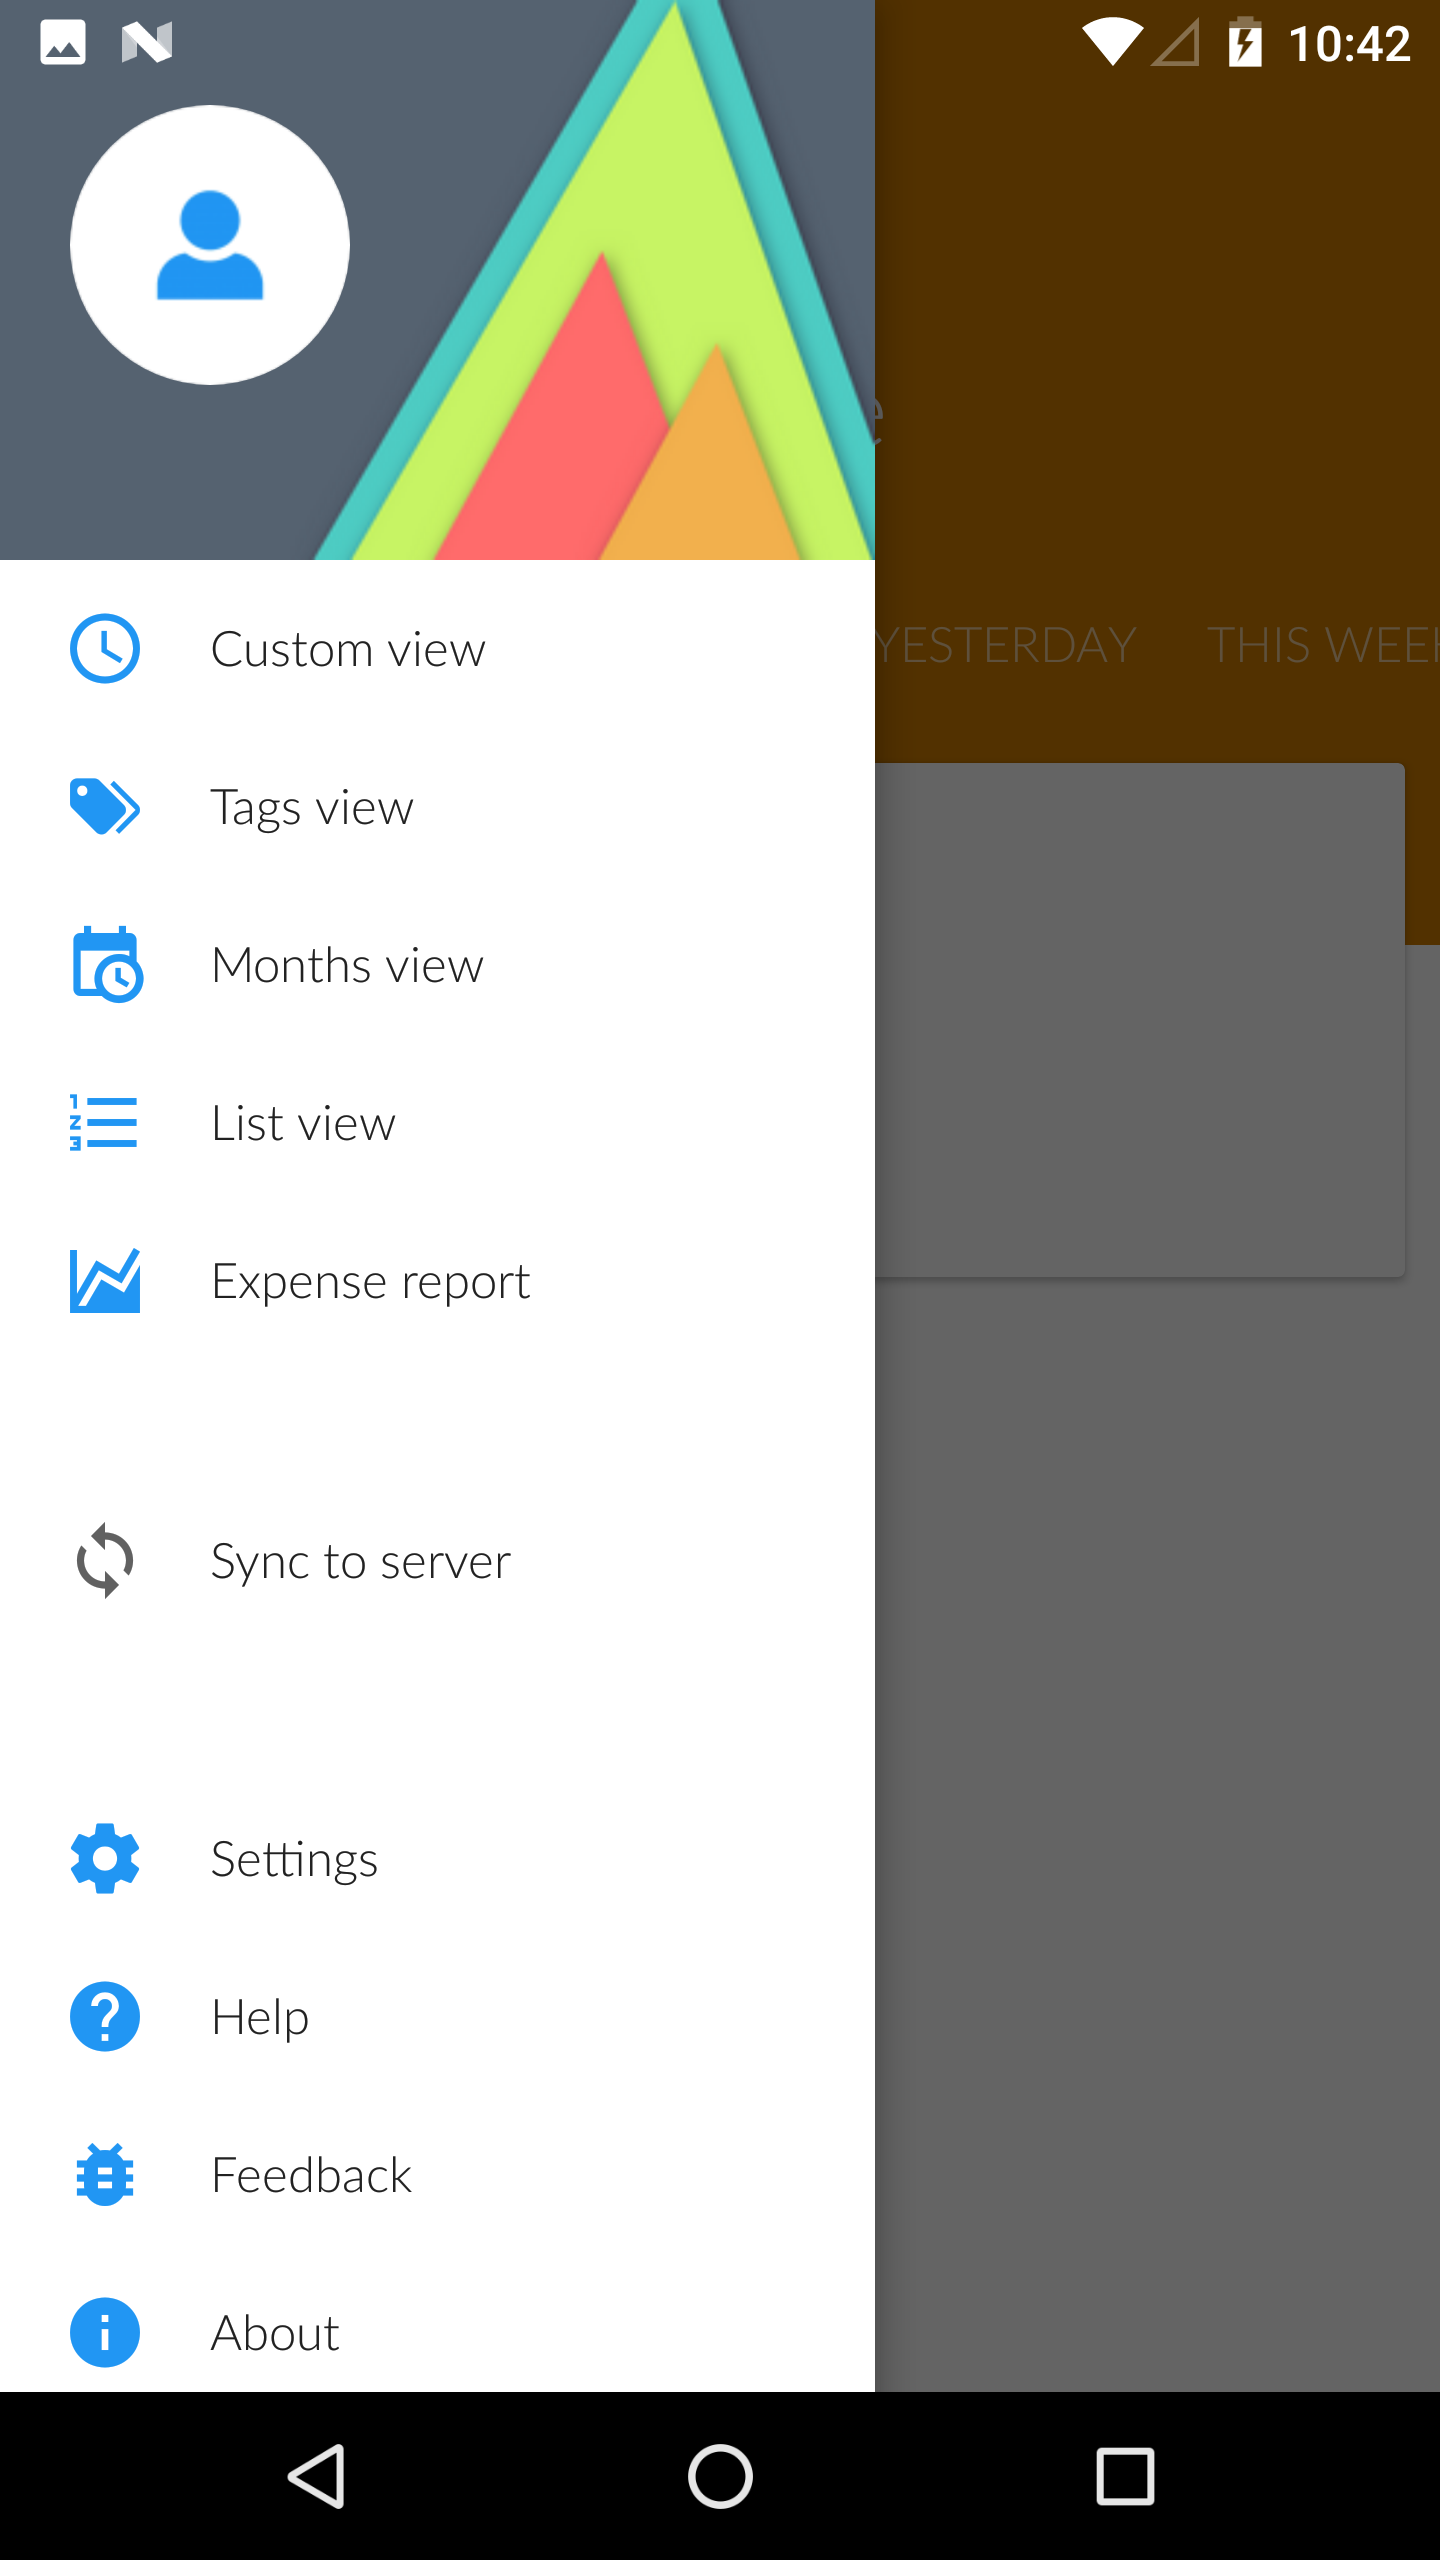 10:42
YESTERDAY
Custom view
Tags view
Months view
List view
Expense report
Sync to server
Settings
Help
Feedback
About